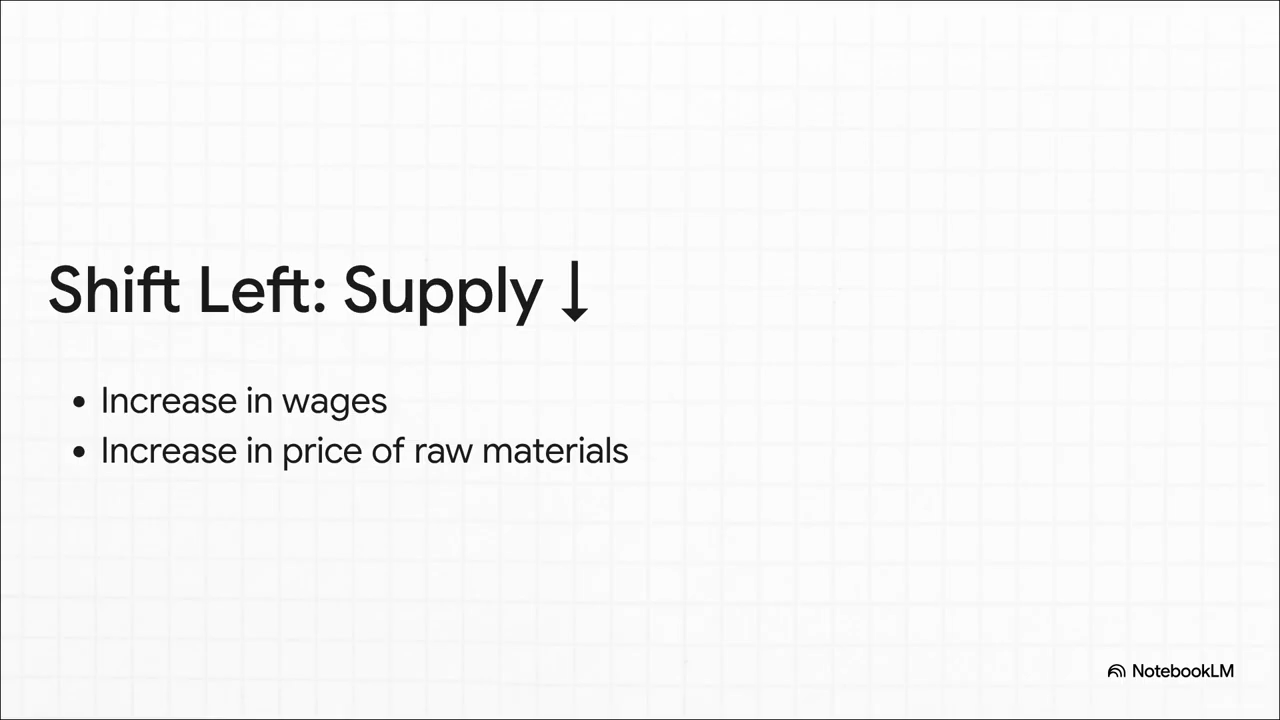 Shift Left: Supply ↓
• Increase in wages
• Increase in price of raw materials
NotebookLM